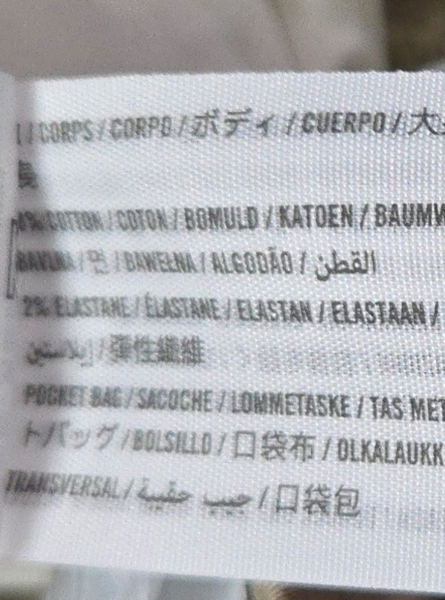 / CORPS / CORPO / ボディ / CUERPO / 大
% COTTON / COTON / BOMULD / KATOEN / BAUMW
BAVLNA / 면 / BAWEŁNA / ALGODÃO / القطن
2% ELASTANE / ÉLASTANE / ELASTAN / ELASTAAN /
إيلاستين / 彈性纖維
POCKET BAG / SACOCHE / LOMMETASKE / TAS MET
トバッグ / BOLSILLO / 口袋布 / OLKALAUKK
TRANSVERSAL / جيب حقيبة / 口袋包